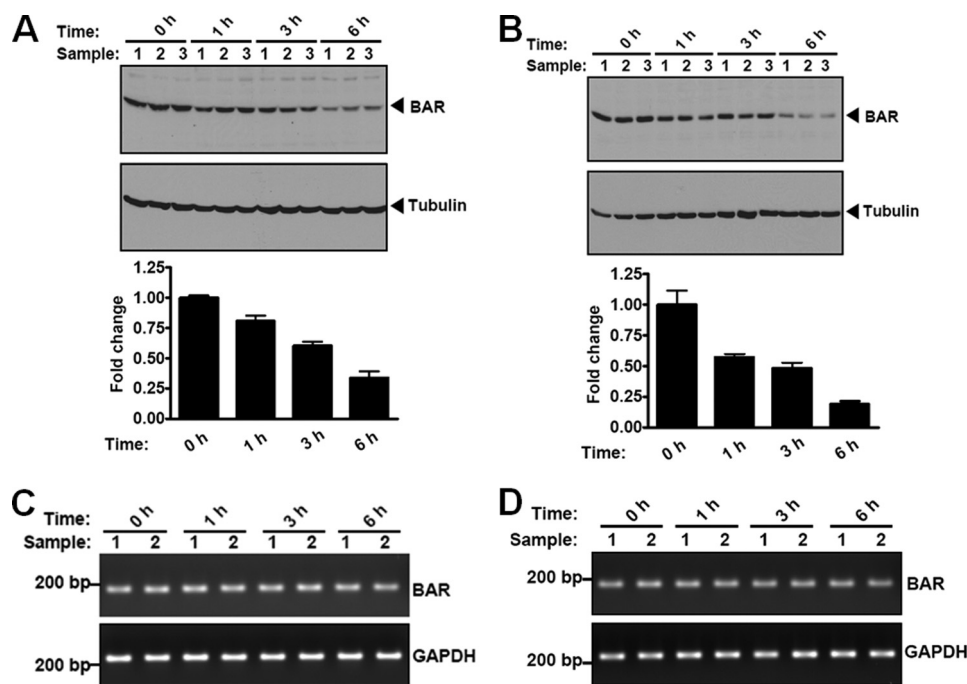 A
Time: 0 h 1 h 3 h 6 h
Sample: 1 2 3 1 2 3 1 2 3 1 2 3
BAR
Tubulin
Fold change
1.25
1.00
0.75
0.50
0.25
0.00
Time: 0 h 1 h 3 h 6 h
B
Time: 0 h 1 h 3 h 6 h
Sample: 1 2 3 1 2 3 1 2 3 1 2 3
BAR
Tubulin
Fold change
1.25
1.00
0.75
0.50
0.25
0.00
Time: 0 h 1 h 3 h 6 h
C
Time: 0 h 1 h 3 h 6 h
Sample: 1 2 1 2 1 2 1 2
200 bp
BAR
200 bp
GAPDH
D
Time: 0 h 1 h 3 h 6 h
Sample: 1 2 1 2 1 2 1 2
200 bp
BAR
200 bp
GAPDH